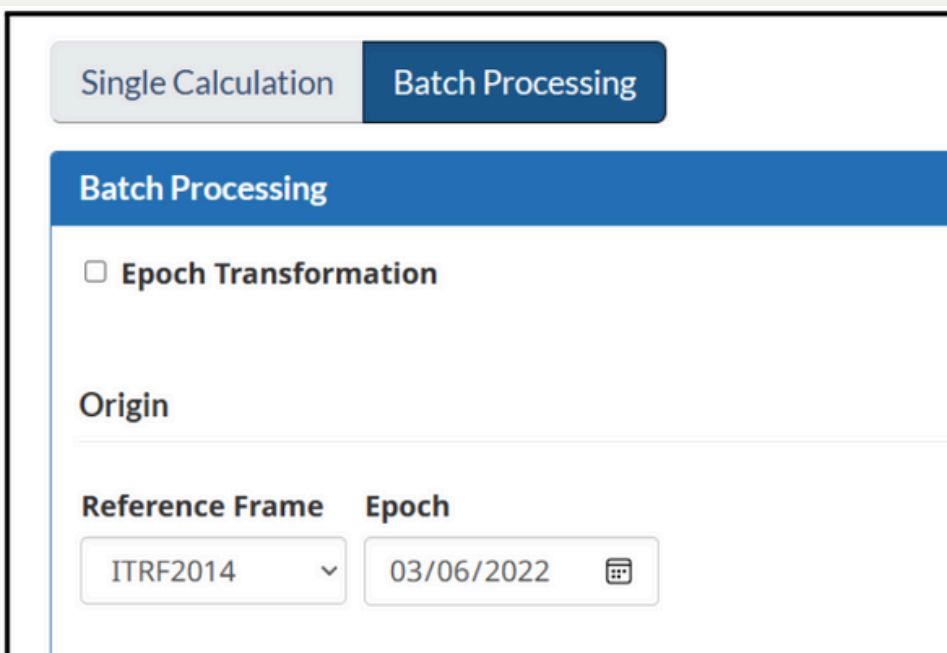 Single Calculation Batch Processing
Batch Processing
Epoch Transformation
Origin
Reference Frame Epoch
ITRF2014 03/06/2022